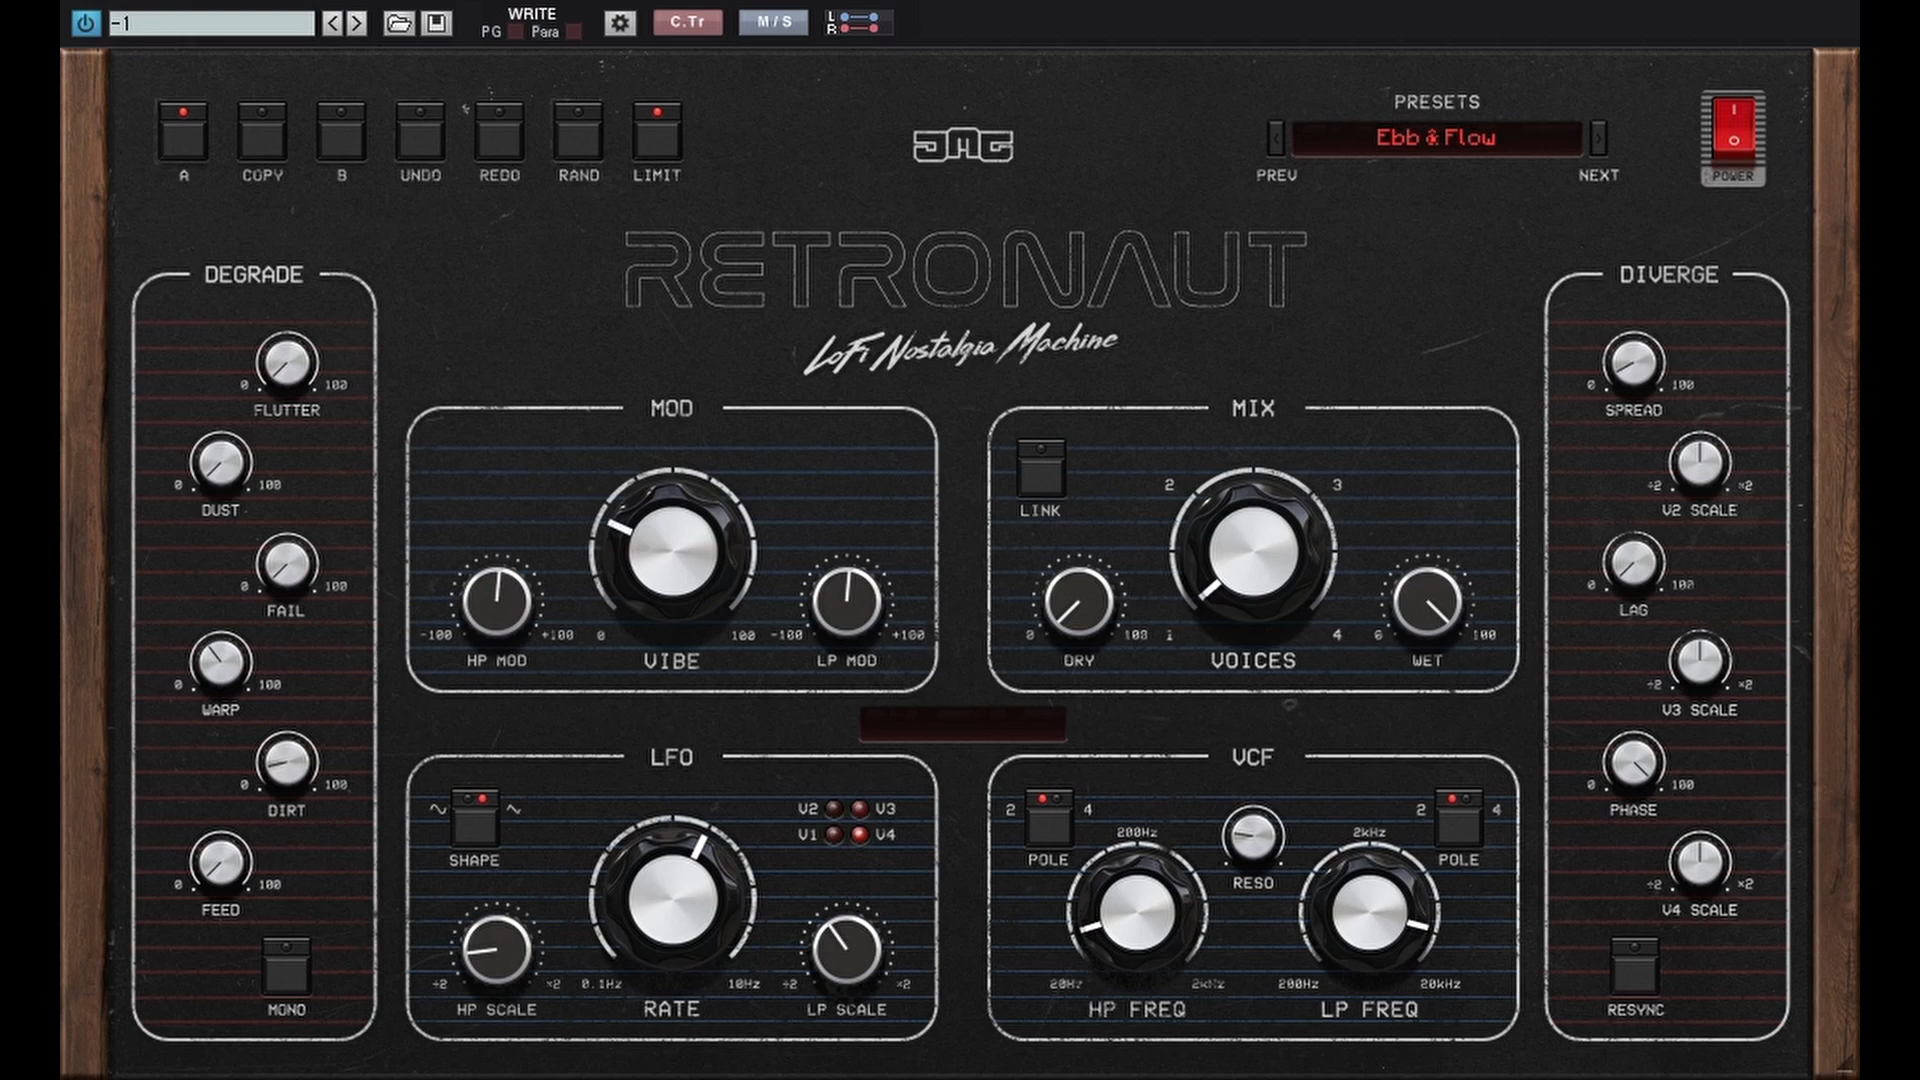 -1
WRITE
PG
Para
C.Tr
M/S
L
R
A
COPY
B
UNDO
REDO
RAND
LIMIT
JMG
PRESETS
Ebb & Flow
PREV
NEXT
POWER
RETRONAUT
LoFi Nostalgia Machine
DEGRADE
0 100
FLUTTER
0 100
DUST
0 100
FAIL
0 100
WARP
0 100
DIRT
0 100
FEED
MONO
MOD
-100 +100
HP MOD
0 100
VIBE
-100 +100
LP MOD
MIX
LINK
0 100
DRY
1 2 3 4
VOICES
0 100
WET
LFO
SHAPE
V2 V3
V1 V4
÷2 ×2
HP SCALE
0.1Hz 10Hz
RATE
÷2 ×2
LP SCALE
VCF
2 4
POLE
RESO
2 4
POLE
200Hz
20Hz 2kHz
HP FREQ
2kHz
200Hz 20kHz
LP FREQ
DIVERGE
0 100
SPREAD
÷2 ×2
V2 SCALE
0 100
LAG
÷2 ×2
V3 SCALE
0 100
PHASE
÷2 ×2
V4 SCALE
RESYNC